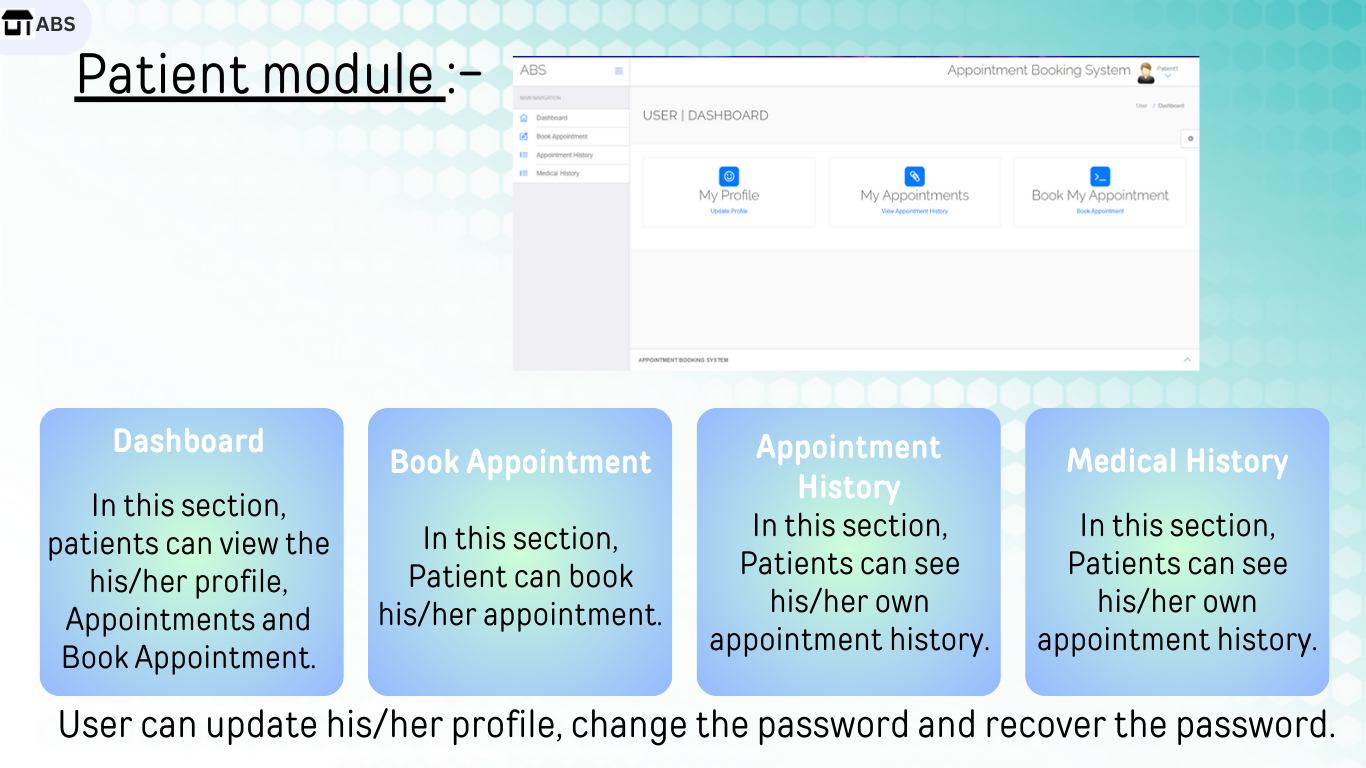 ABS
Patient module :-
ABS
Appointment Booking System
Patient1
MAIN NAVIGATION
Dashboard
Book Appointment
Appointment History
Medical History
User / Dashboard
USER | DASHBOARD
My Profile
Update Profile
My Appointments
View Appointment History
Book My Appointment
Book Appointment
APPOINTMENT BOOKING SYSTEM
Dashboard
In this section,
patients can view the
his/her profile,
Appointments and
Book Appointment.
Book Appointment
In this section,
Patient can book
his/her appointment.
Appointment
History
In this section,
Patients can see
his/her own
appointment history.
Medical History
In this section,
Patients can see
his/her own
appointment history.
User can update his/her profile, change the password and recover the password.